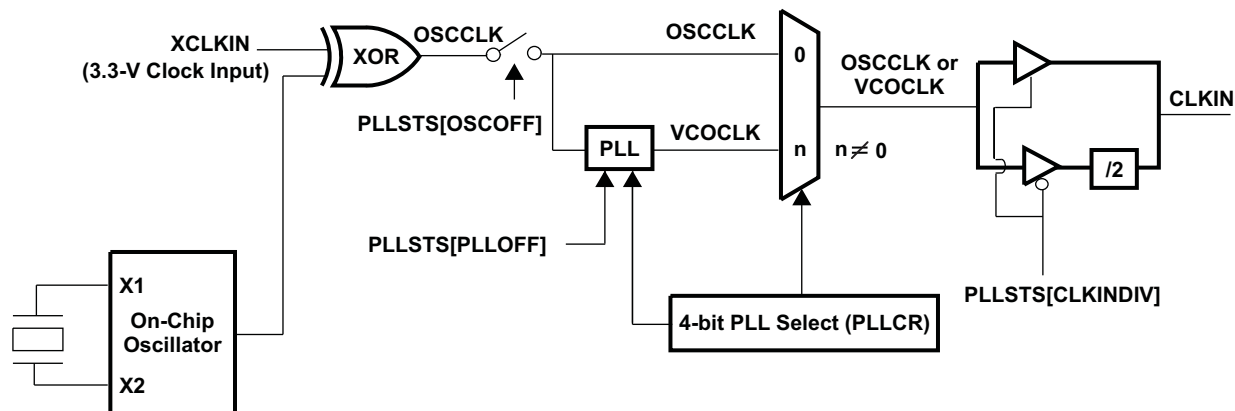 XCLKIN
(3.3-V Clock Input)
XOR
OSCCLK
PLLSTS[OSCOFF]
OSCCLK
PLL
VCOCLK
0
n
n ≠ 0
OSCCLK or
VCOCLK
/2
CLKIN
PLLSTS[PLLOFF]
4-bit PLL Select (PLLCR)
PLLSTS[CLKINDIV]
X1
On-Chip
Oscillator
X2